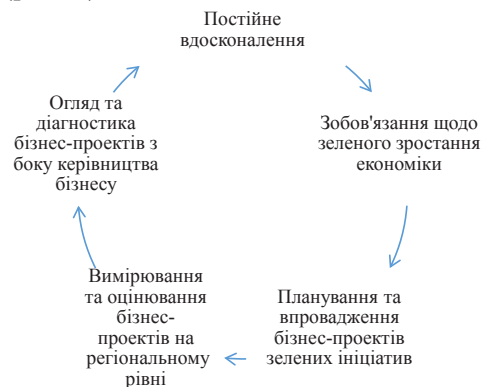 Постійне
вдосконалення
Зобов'язання щодо
зеленого зростання
економіки
Планування та
впровадження
бізнес-проектів
зелених ініціатив
Вимірювання
та оцінювання
бізнес-
проектів на
регіональному
рівні
Огляд та
діагностика
бізнес-проектів з
боку керівництва
бізнесу